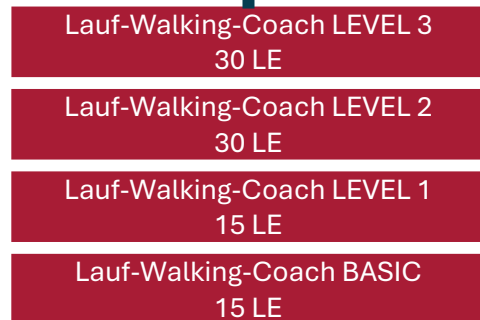 Lauf-Walking-Coach LEVEL 3
30 LE
Lauf-Walking-Coach LEVEL 2
30 LE
Lauf-Walking-Coach LEVEL 1
15 LE
Lauf-Walking-Coach BASIC
15 LE